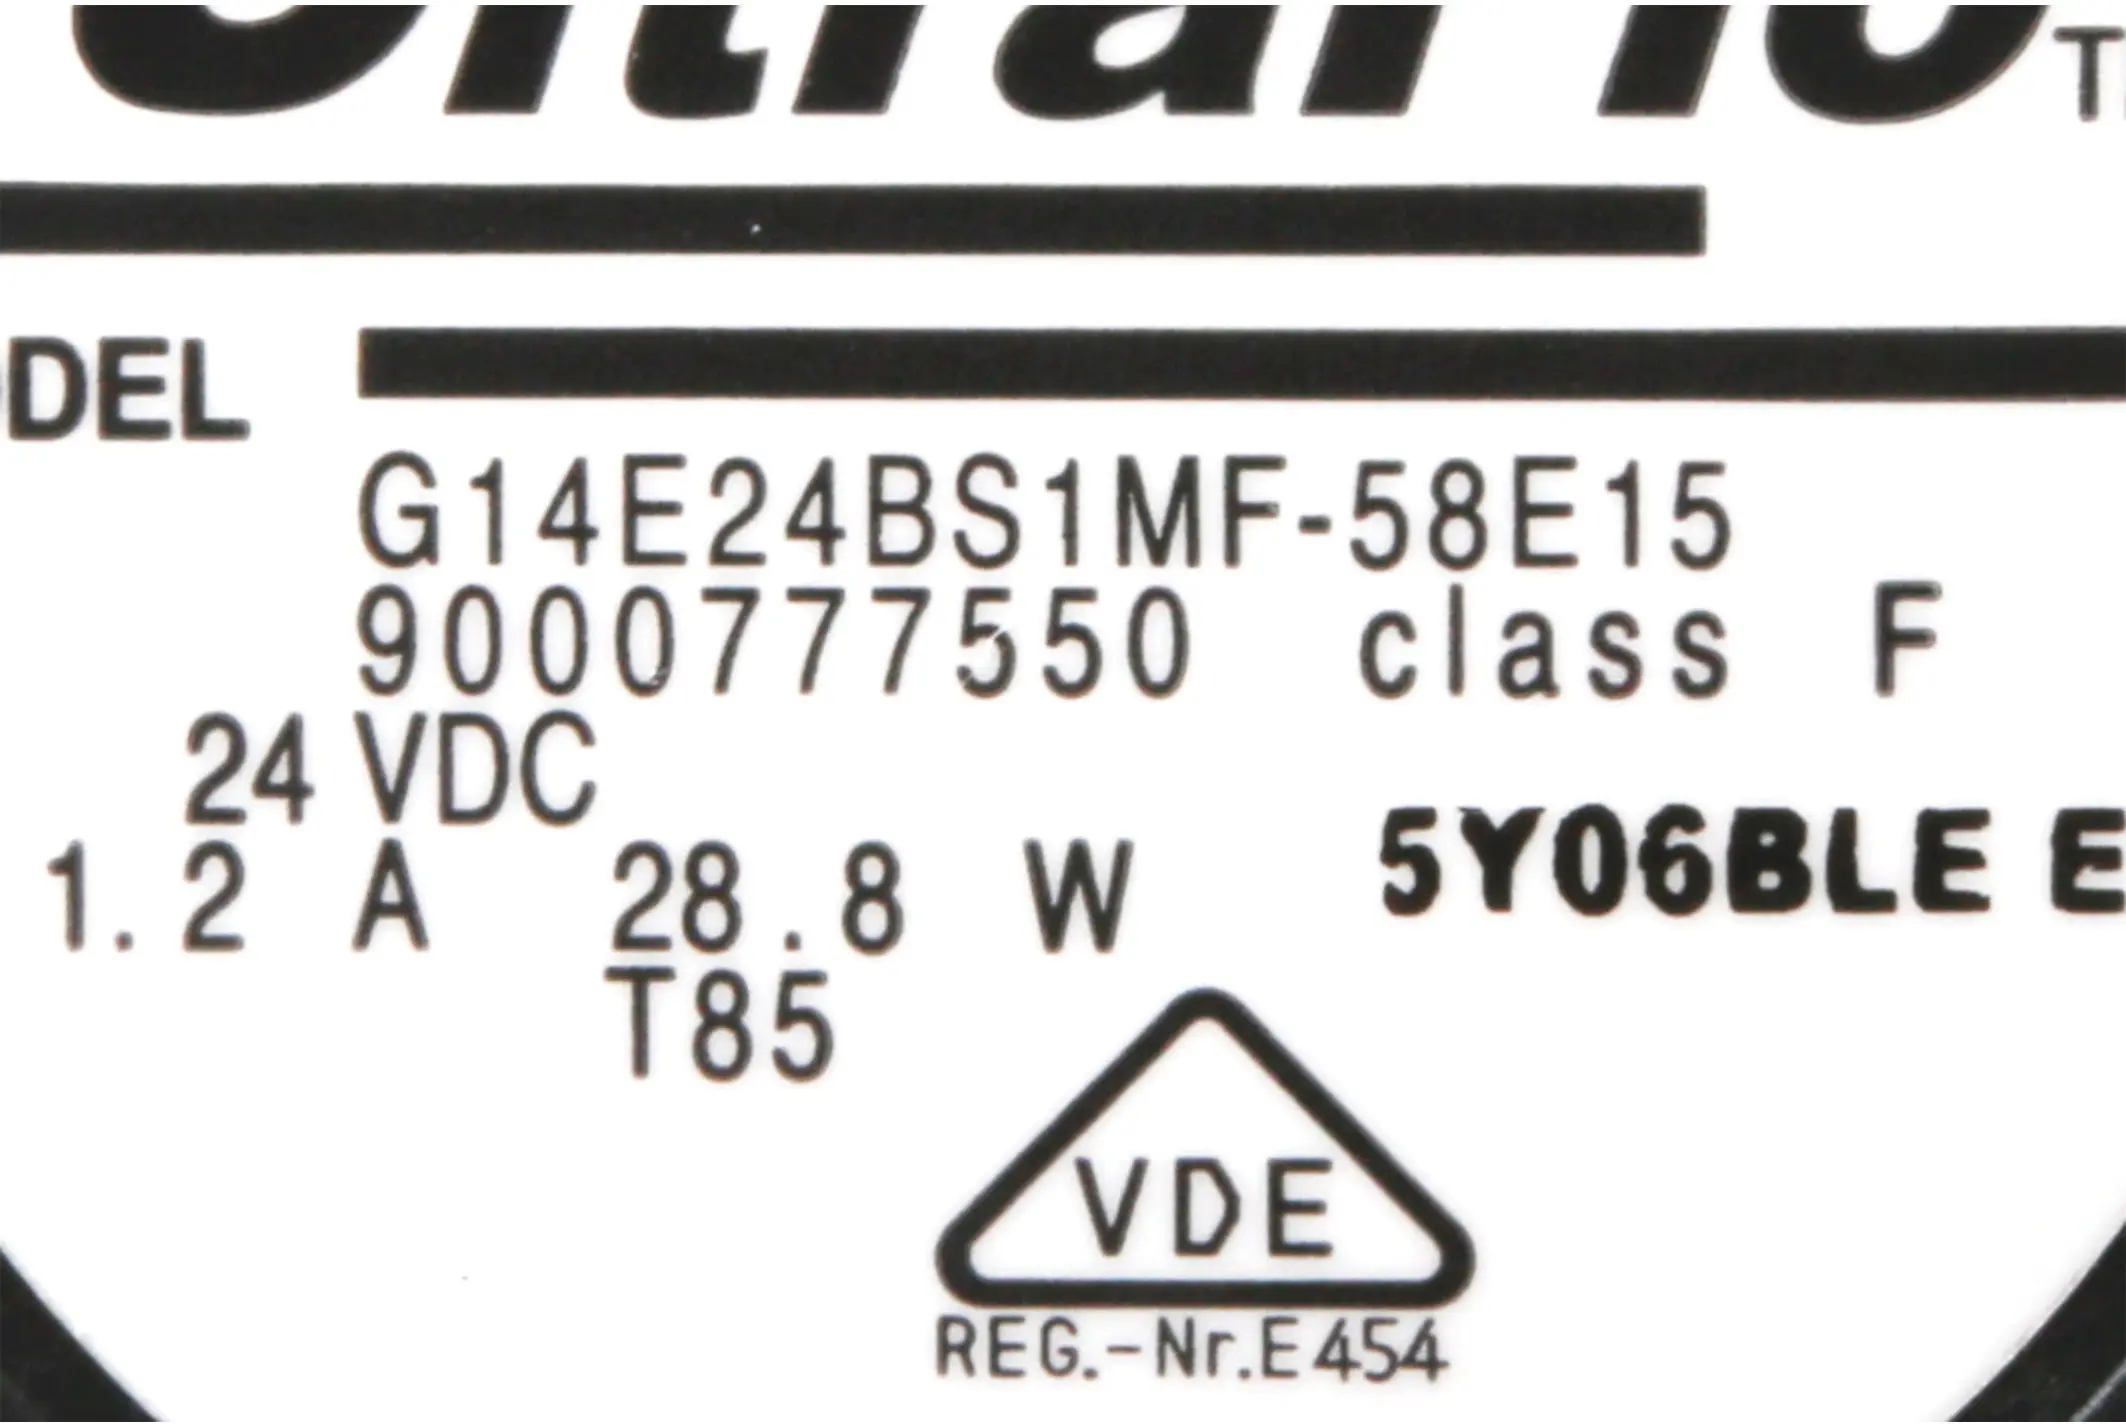 DEL
G14E24BS1MF-58E15
9000777550 class F
24 VDC
5Y06BLE E
1.2 A 28.8 W
T85
VDE
REG.-Nr.E454